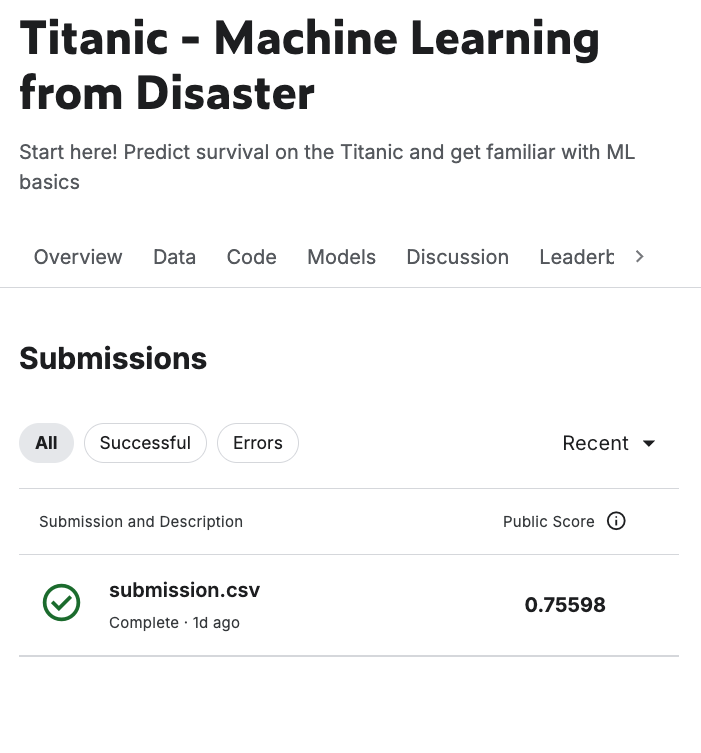 Titanic - Machine Learning
from Disaster
Start here! Predict survival on the Titanic and get familiar with ML
basics
Overview Data Code Models Discussion Leaderb
Submissions
All Successful Errors Recent
Submission and Description Public Score
submission.csv
0.75598
Complete · 1d ago